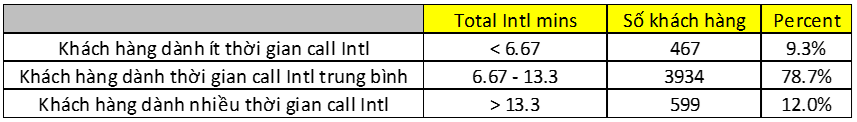 Total Intl mins Số khách hàng Percent
Khách hàng dành ít thời gian call Intl < 6.67 467 9.3%
Khách hàng dành thời gian call Intl trung bình 6.67 - 13.3 3934 78.7%
Khách hàng dành nhiều thời gian call Intl > 13.3 599 12.0%